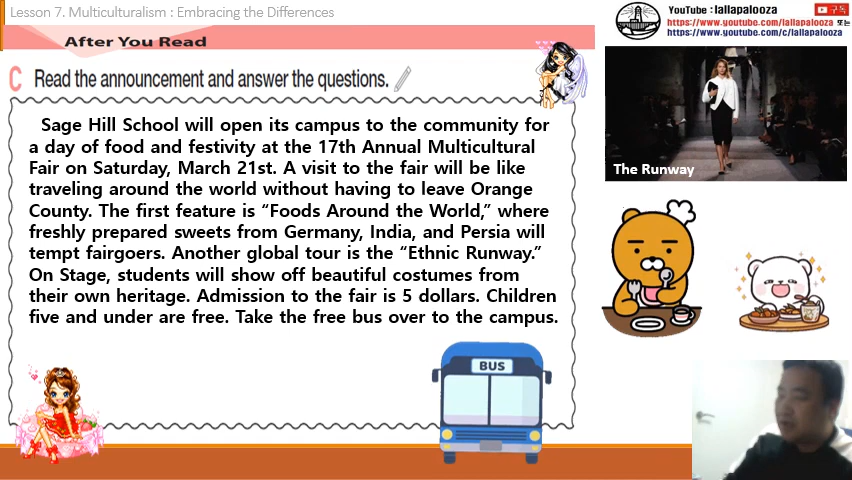 Lesson 7. Multiculturalism : Embracing the Differences
YouTube : lallapalooza 구독
https://www.youtube.com/lallapalooza 또는
https://www.youtube.com/c/lallapalooza
After You Read
C Read the announcement and answer the questions.
Sage Hill School will open its campus to the community for
a day of food and festivity at the 17th Annual Multicultural
Fair on Saturday, March 21st. A visit to the fair will be like
traveling around the world without having to leave Orange
County. The first feature is “Foods Around the World,” where
freshly prepared sweets from Germany, India, and Persia will
tempt fairgoers. Another global tour is the “Ethnic Runway.”
On Stage, students will show off beautiful costumes from
their own heritage. Admission to the fair is 5 dollars. Children
five and under are free. Take the free bus over to the campus.
The Runway
BUS